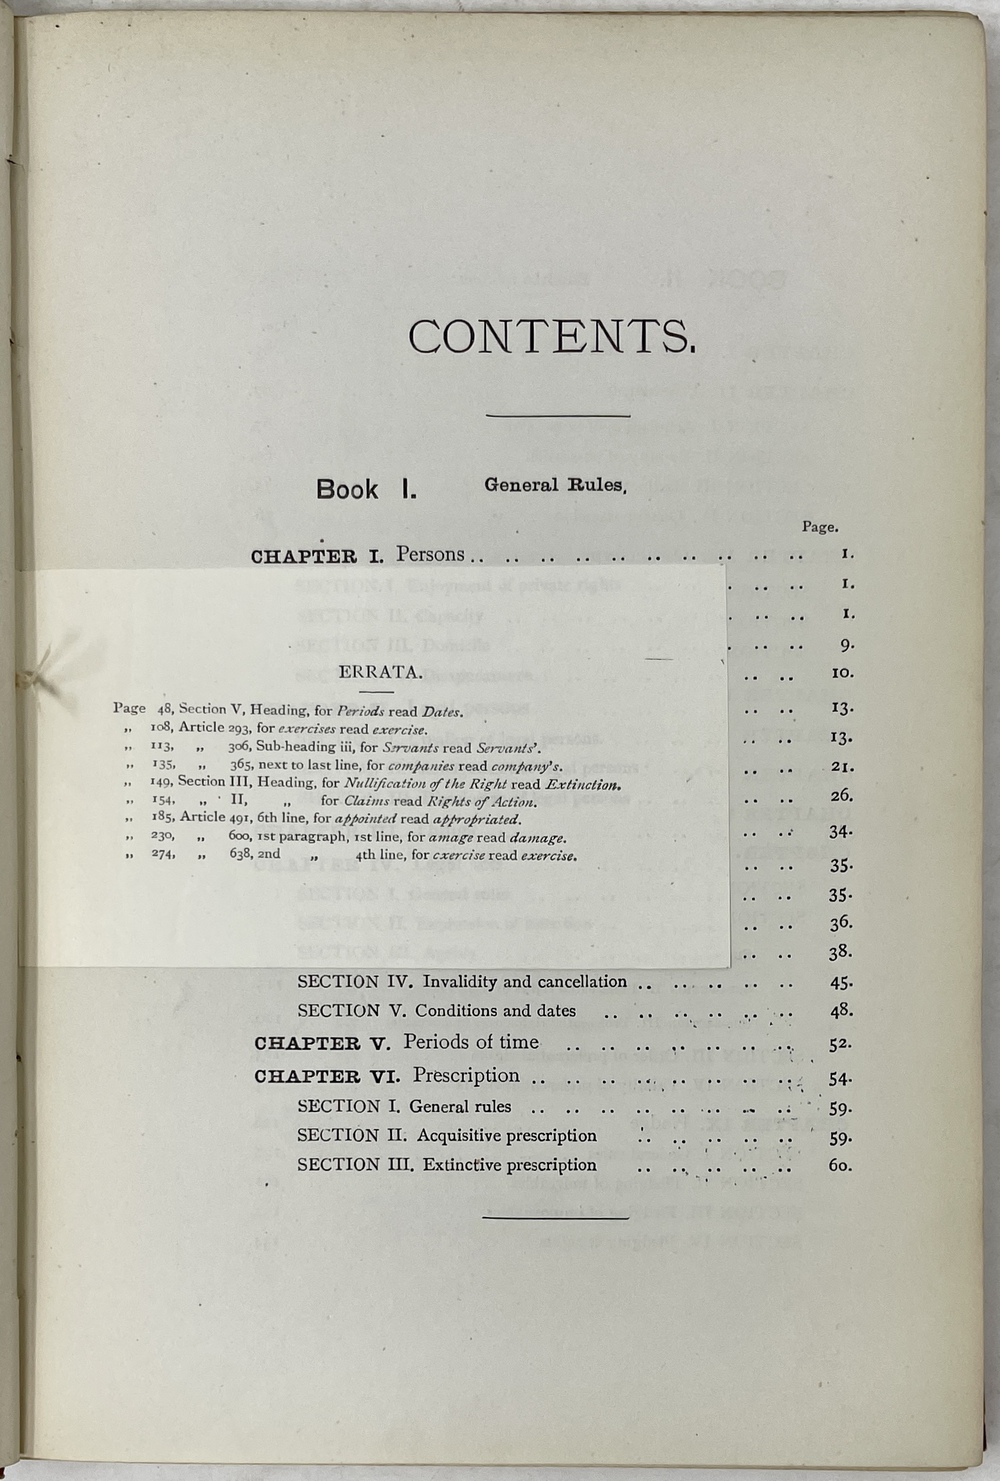 CONTENTS.
Book I. General Rules,
Page.
CHAPTER I. Persons .. .. .. .. .. .. .. .. .. .. 1.
.. .. .. 1.
.. .. .. 1.
.. .. .. 9.
.. .. 10.
.. .. 13.
.. .. 13.
.. .. 21.
.. .. 26.
.. .. 34.
.. .. 35.
.. .. 35.
.. .. 36.
.. .. 38.
ERRATA.
Page 48, Section V, Heading, for Periods read Dates.
„ 108, Article 293, for exercises read exercise.
„ 113, „ 306, Sub-heading iii, for Servants read Servants'.
„ 135, „ 365, next to last line, for companies read company's.
„ 149, Section III, Heading, for Nullification of the Right read Extinction.
„ 154, „ II, „ for Claims read Rights of Action.
„ 185, Article 491, 6th line, for appointed read appropriated.
„ 230, „ 600, 1st paragraph, 1st line, for amage read damage.
„ 274, „ 638, 2nd „ 4th line, for cxercise read exercise.
SECTION IV. Invalidity and cancellation .. .. .. .. .. 45.
SECTION V. Conditions and dates .. .. .. .. .. .. 48.
CHAPTER V. Periods of time .. .. .. .. .. .. .. 52.
CHAPTER VI. Prescription .. .. .. .. .. .. .. .. 54.
SECTION I. General rules .. .. .. .. .. .. .. .. 59.
SECTION II. Acquisitive prescription .. .. .. .. .. 59.
SECTION III. Extinctive prescription .. .. .. .. .. 60.